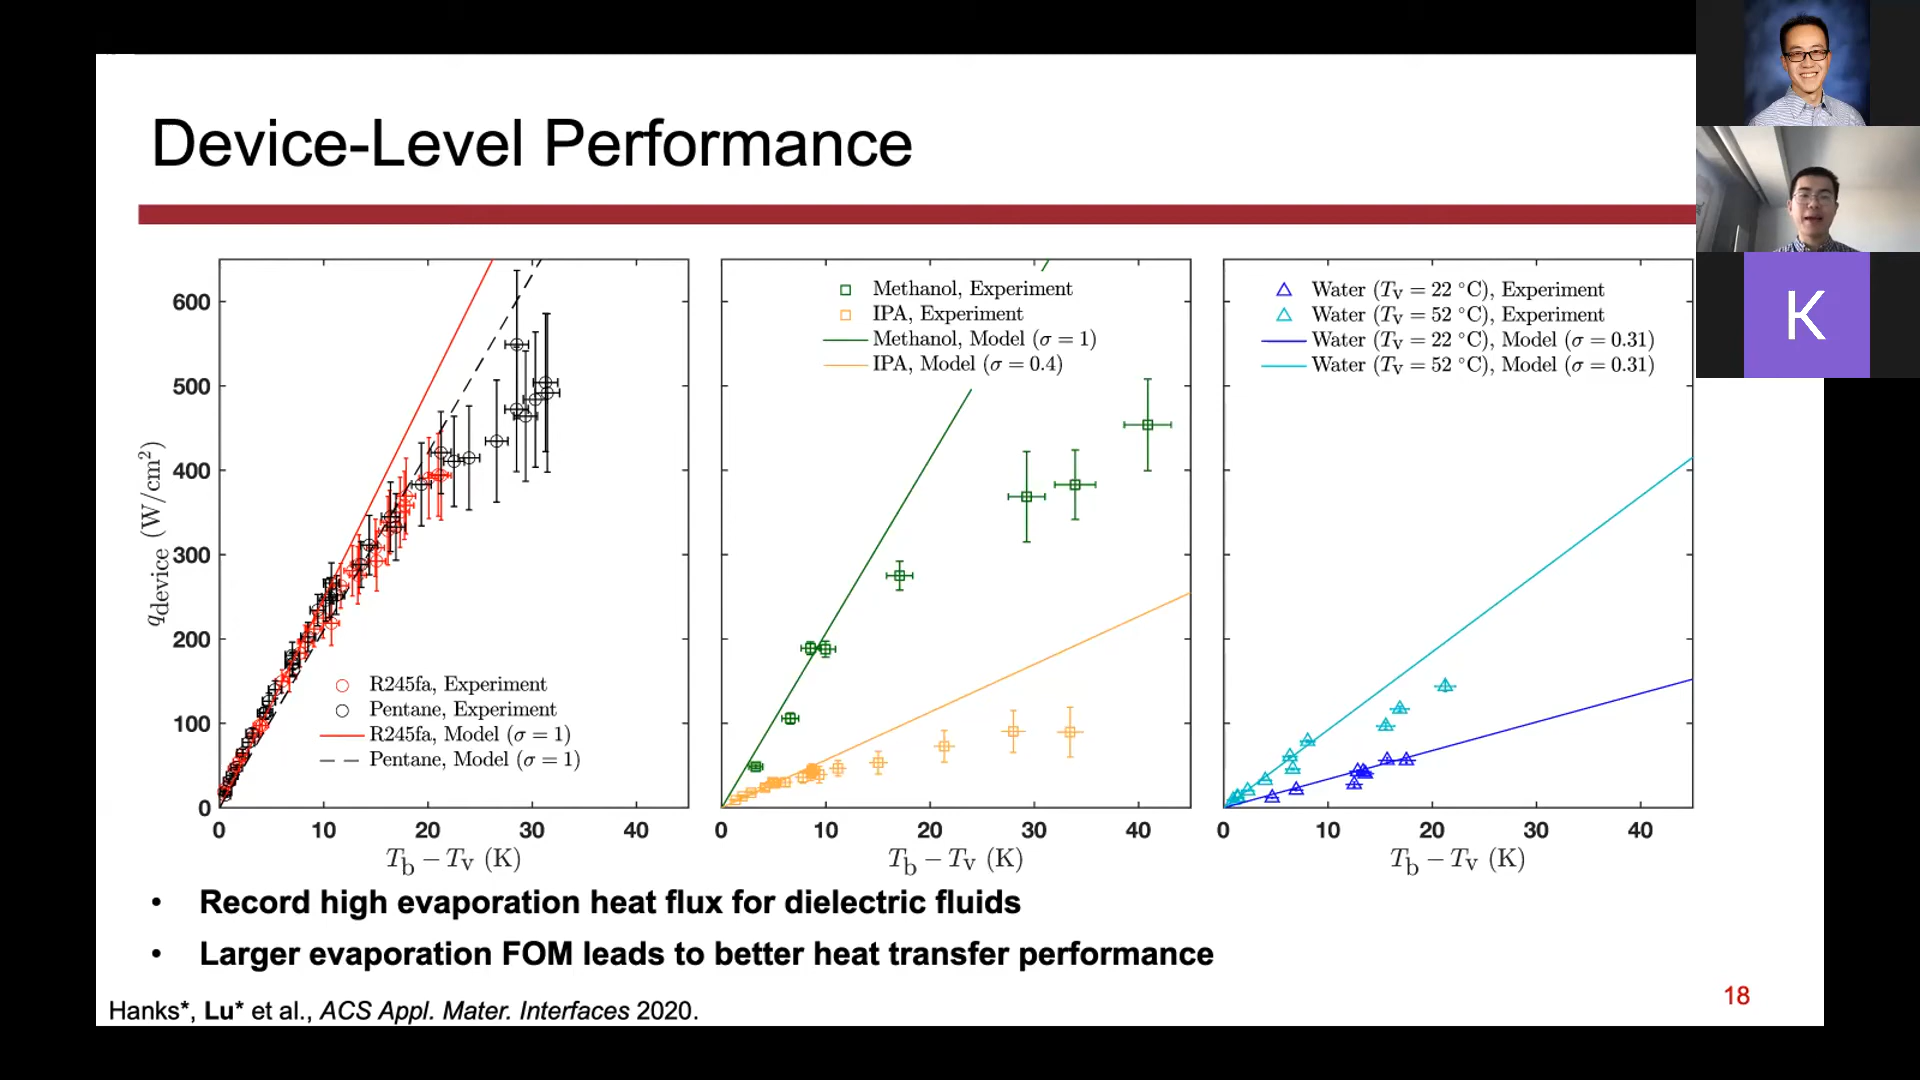 Device-Level Performance
600
500
400
300
200
100
0
q_device (W/cm²)
R245fa, Experiment
Pentane, Experiment
R245fa, Model (σ = 1)
Pentane, Model (σ = 1)
0 10 20 30 40
T_b − T_v (K)
Methanol, Experiment
IPA, Experiment
Methanol, Model (σ = 1)
IPA, Model (σ = 0.4)
0 10 20 30 40
T_b − T_v (K)
Water (T_v = 22 °C), Experiment
Water (T_v = 52 °C), Experiment
Water (T_v = 22 °C), Model (σ = 0.31)
Water (T_v = 52 °C), Model (σ = 0.31)
0 10 20 30 40
T_b − T_v (K)
• Record high evaporation heat flux for dielectric fluids
• Larger evaporation FOM leads to better heat transfer performance
Hanks*, Lu* et al., ACS Appl. Mater. Interfaces 2020.
18
K